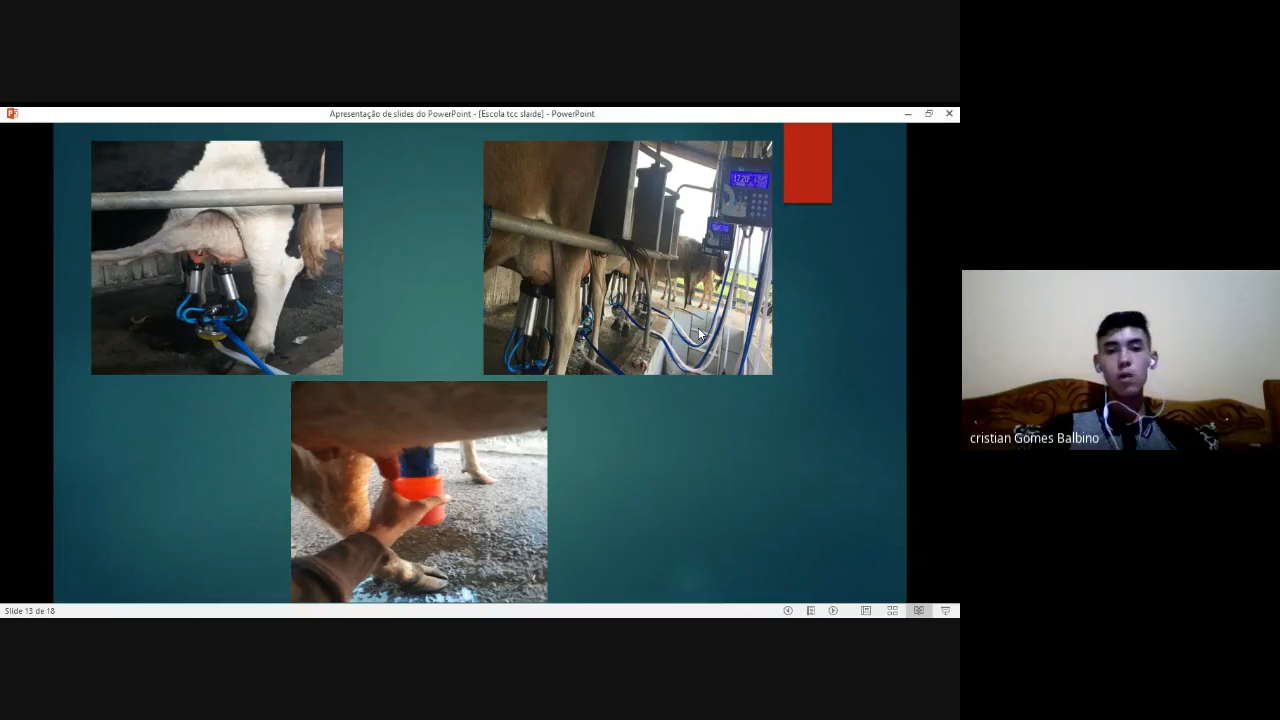 Apresentação de slides do PowerPoint - [Escola tcc slaide] - PowerPoint
cristian Gomes Balbino
Slide 13 de 18